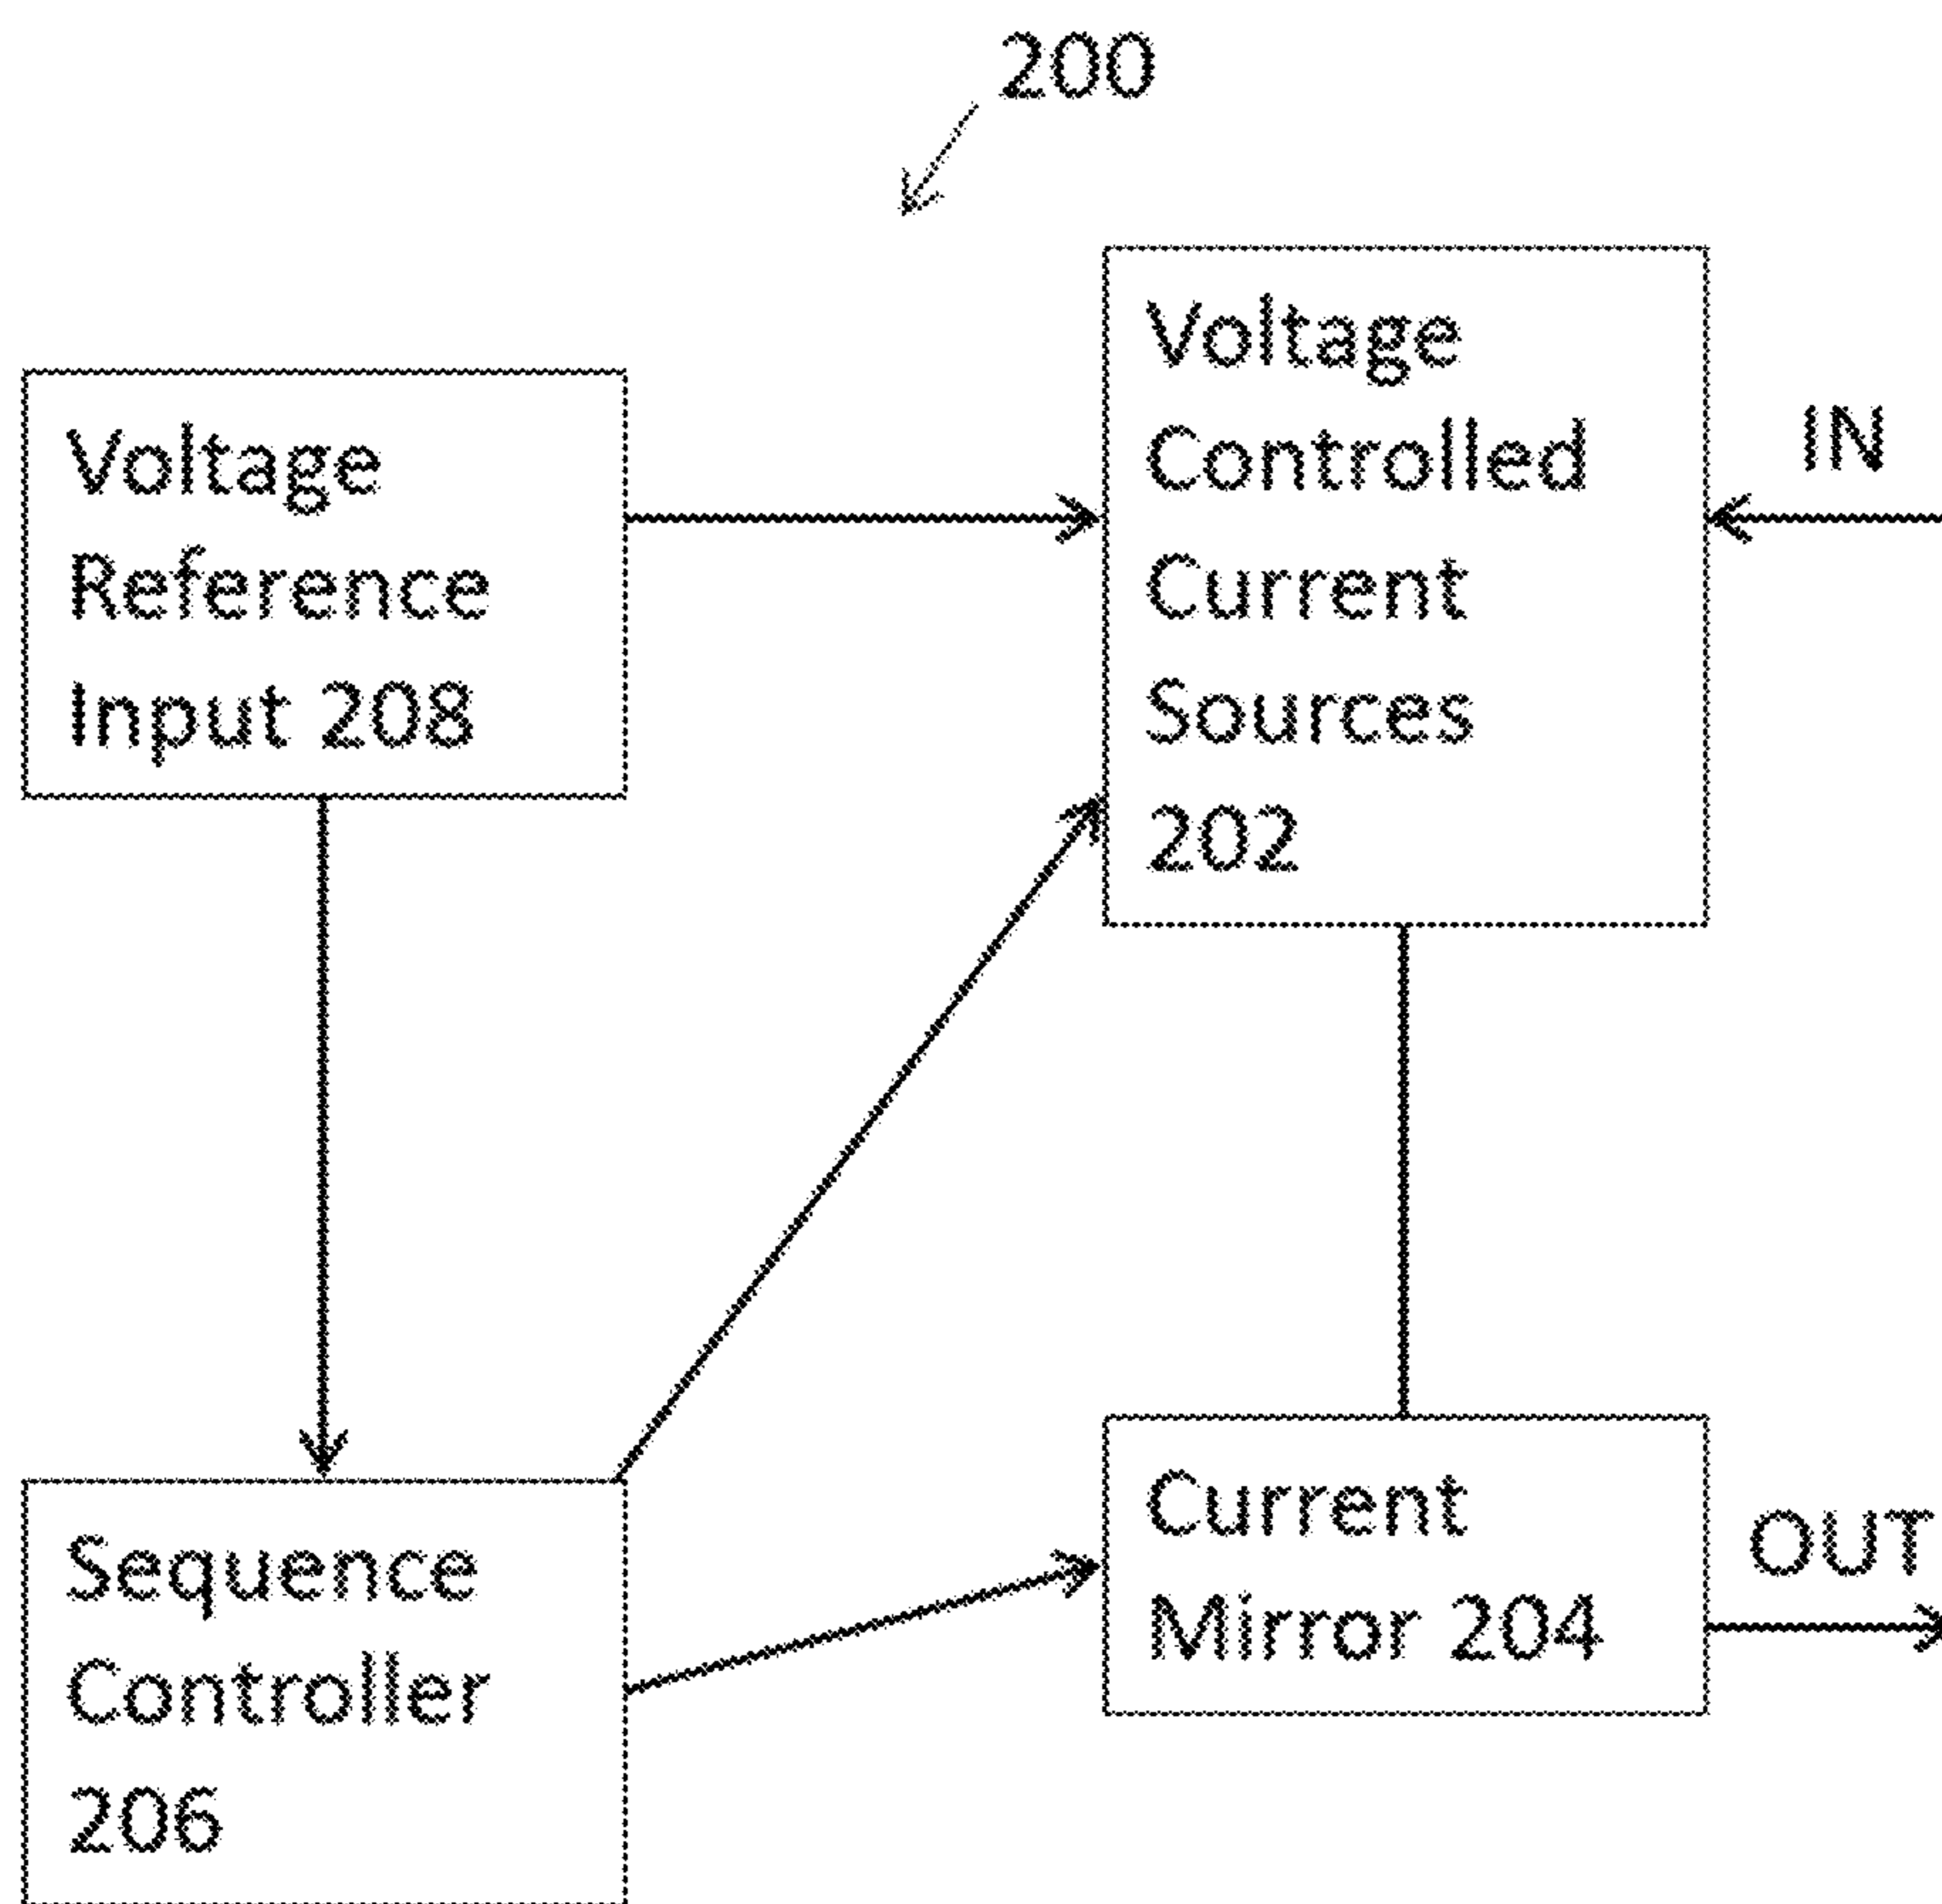 200
Voltage
Reference
Input 208
Voltage
Controlled
Current
Sources
202
IN
Sequence
Controller
206
Current
Mirror 204
OUT